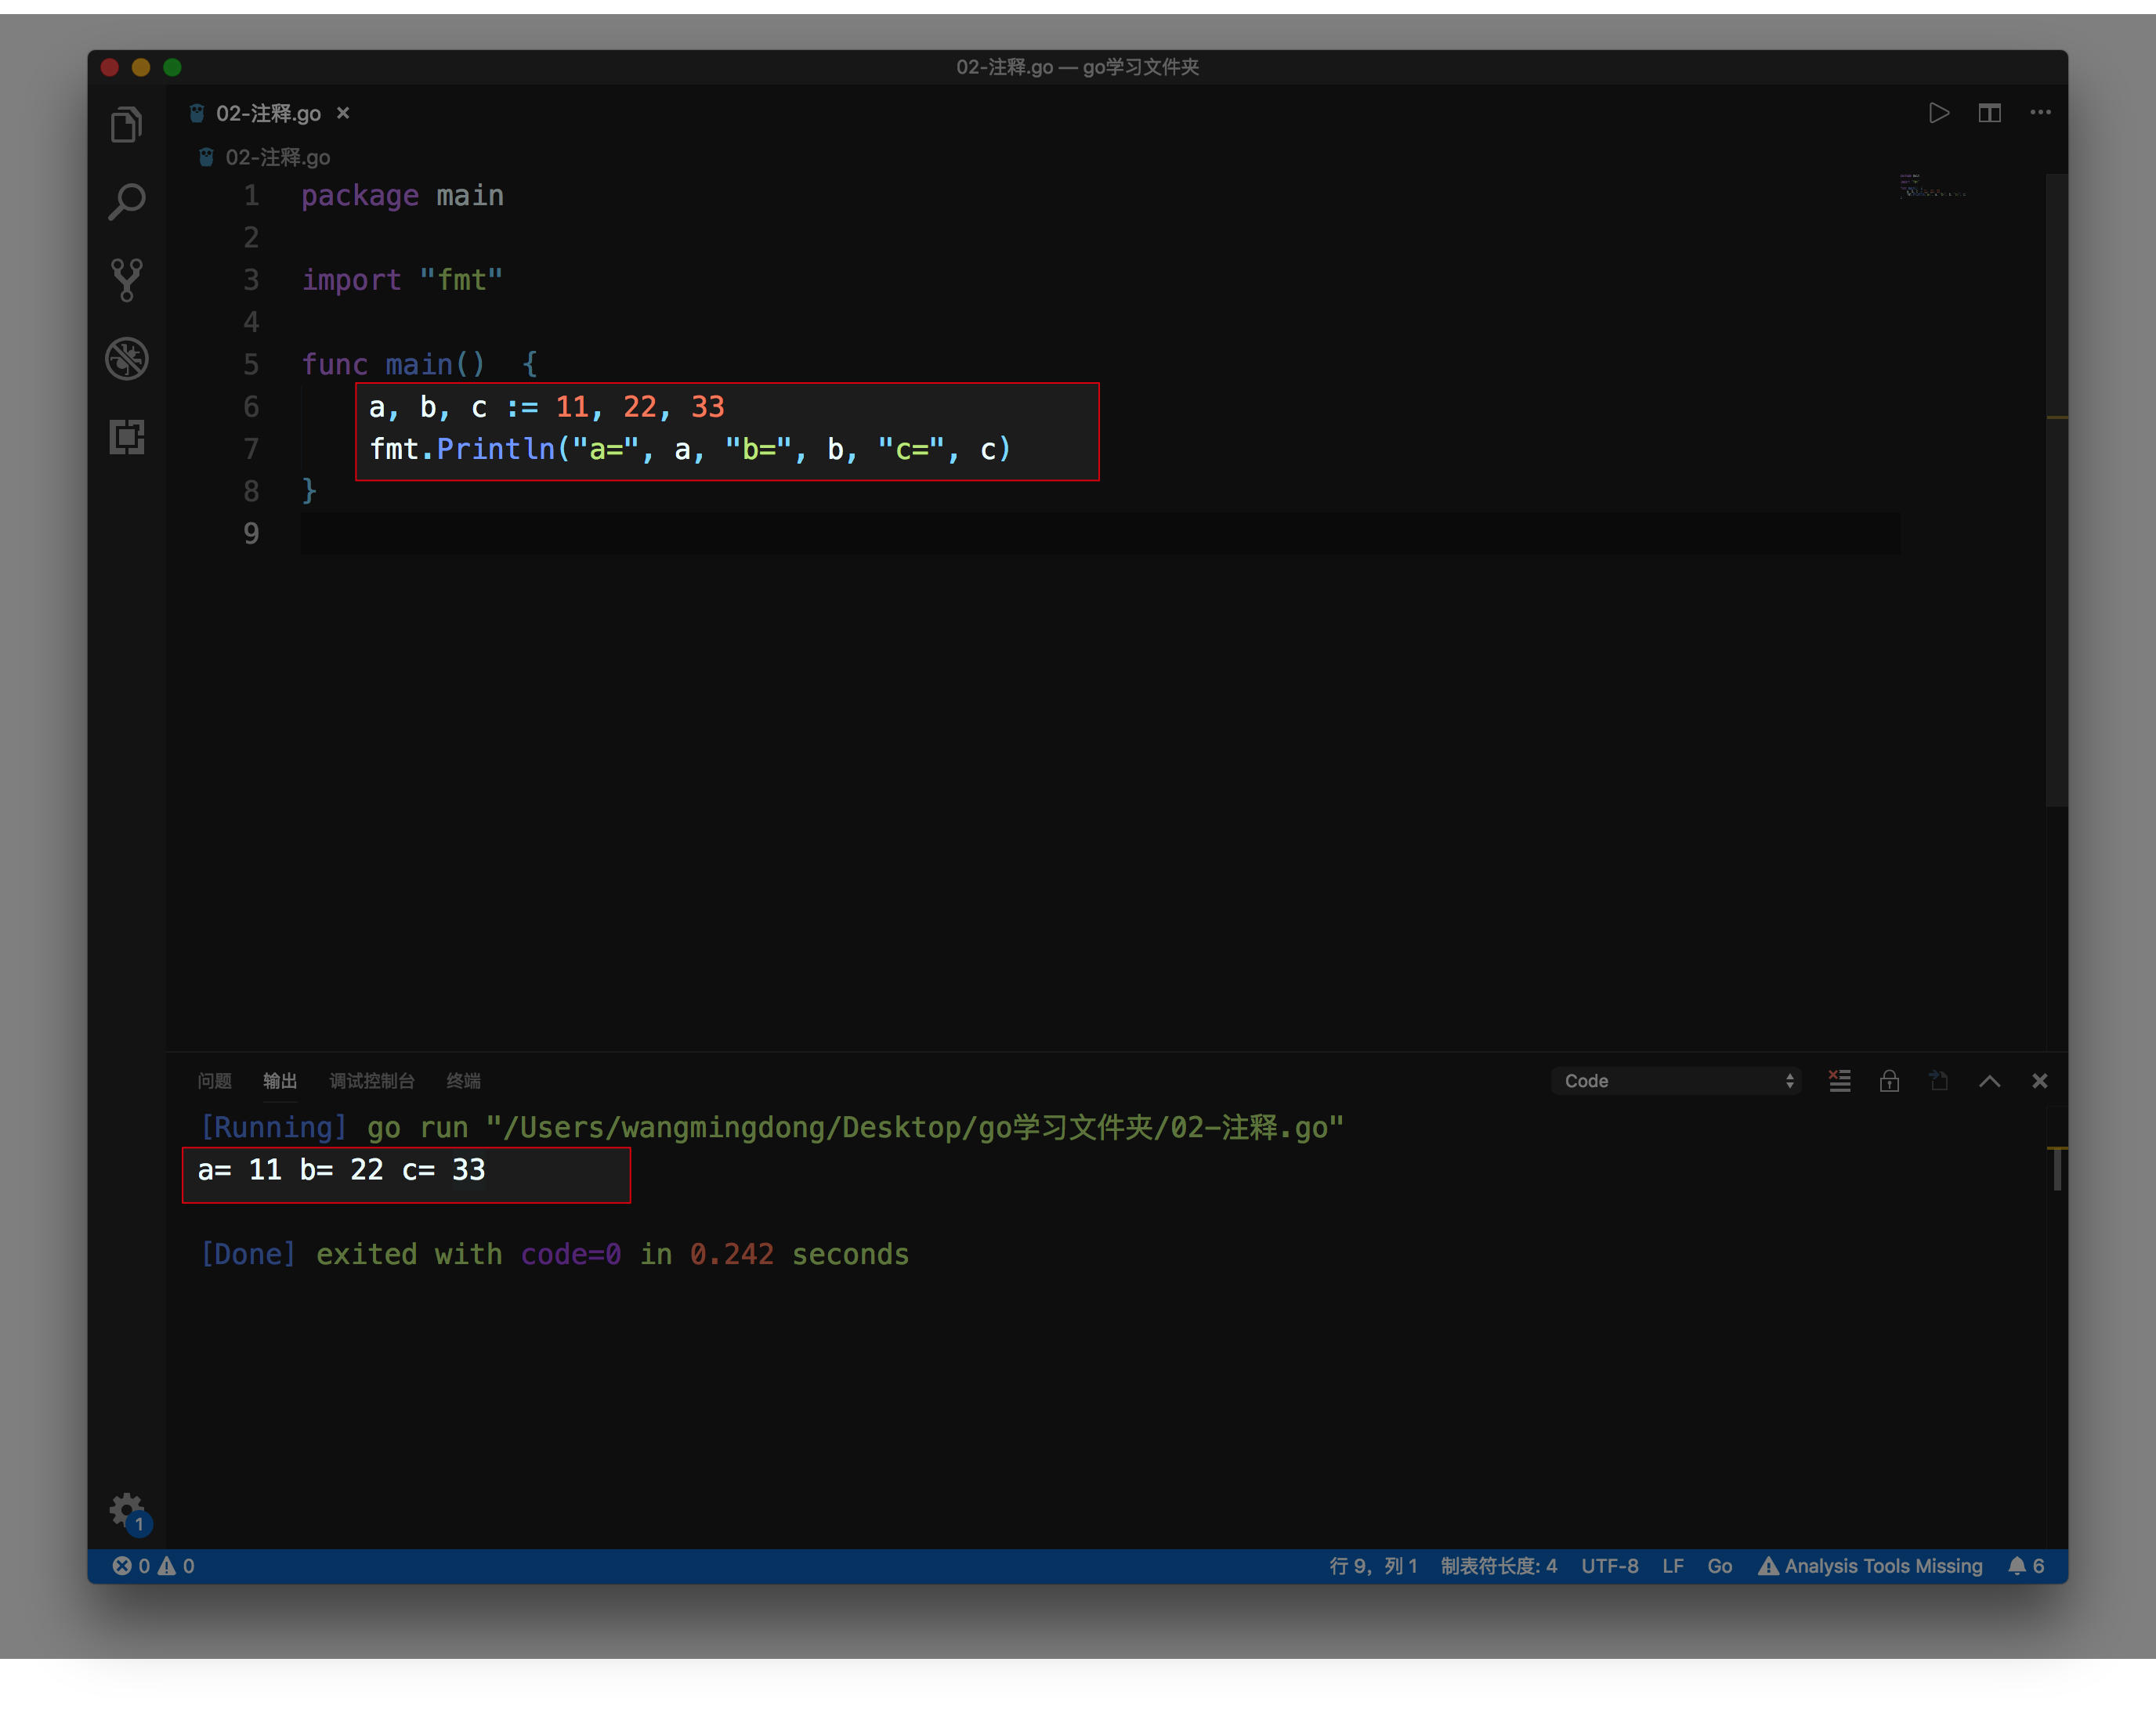 02-注释.go — go学习文件夹
02-注释.go ×
02-注释.go
1 package main
2
3 import "fmt"
4
5 func main()  {
6     a, b, c := 11, 22, 33
7     fmt.Println("a=", a, "b=", b, "c=", c)
8 }
9
问题 输出 调试控制台 终端 Code
[Running] go run "/Users/wangmingdong/Desktop/go学习文件夹/02-注释.go"
a= 11 b= 22 c= 33
[Done] exited with code=0 in 0.242 seconds
1
0 0 行 9，列 1 制表符长度: 4 UTF-8 LF Go Analysis Tools Missing 6